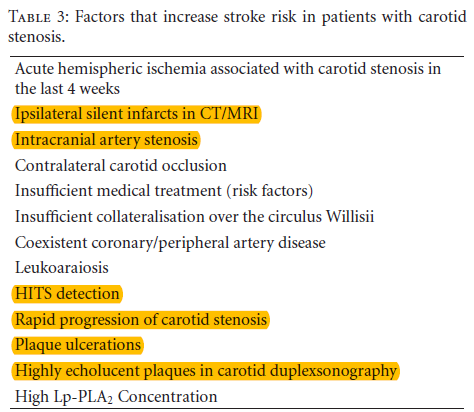 TABLE 3: Factors that increase stroke risk in patients with carotid
stenosis.
Acute hemispheric ischemia associated with carotid stenosis in
the last 4 weeks
Ipsilateral silent infarcts in CT/MRI
Intracranial artery stenosis
Contralateral carotid occlusion
Insufficient medical treatment (risk factors)
Insufficient collateralisation over the circulus Willisii
Coexistent coronary/peripheral artery disease
Leukoaraiosis
HITS detection
Rapid progression of carotid stenosis
Plaque ulcerations
Highly echolucent plaques in carotid duplexsonography
High Lp-PLA₂ Concentration